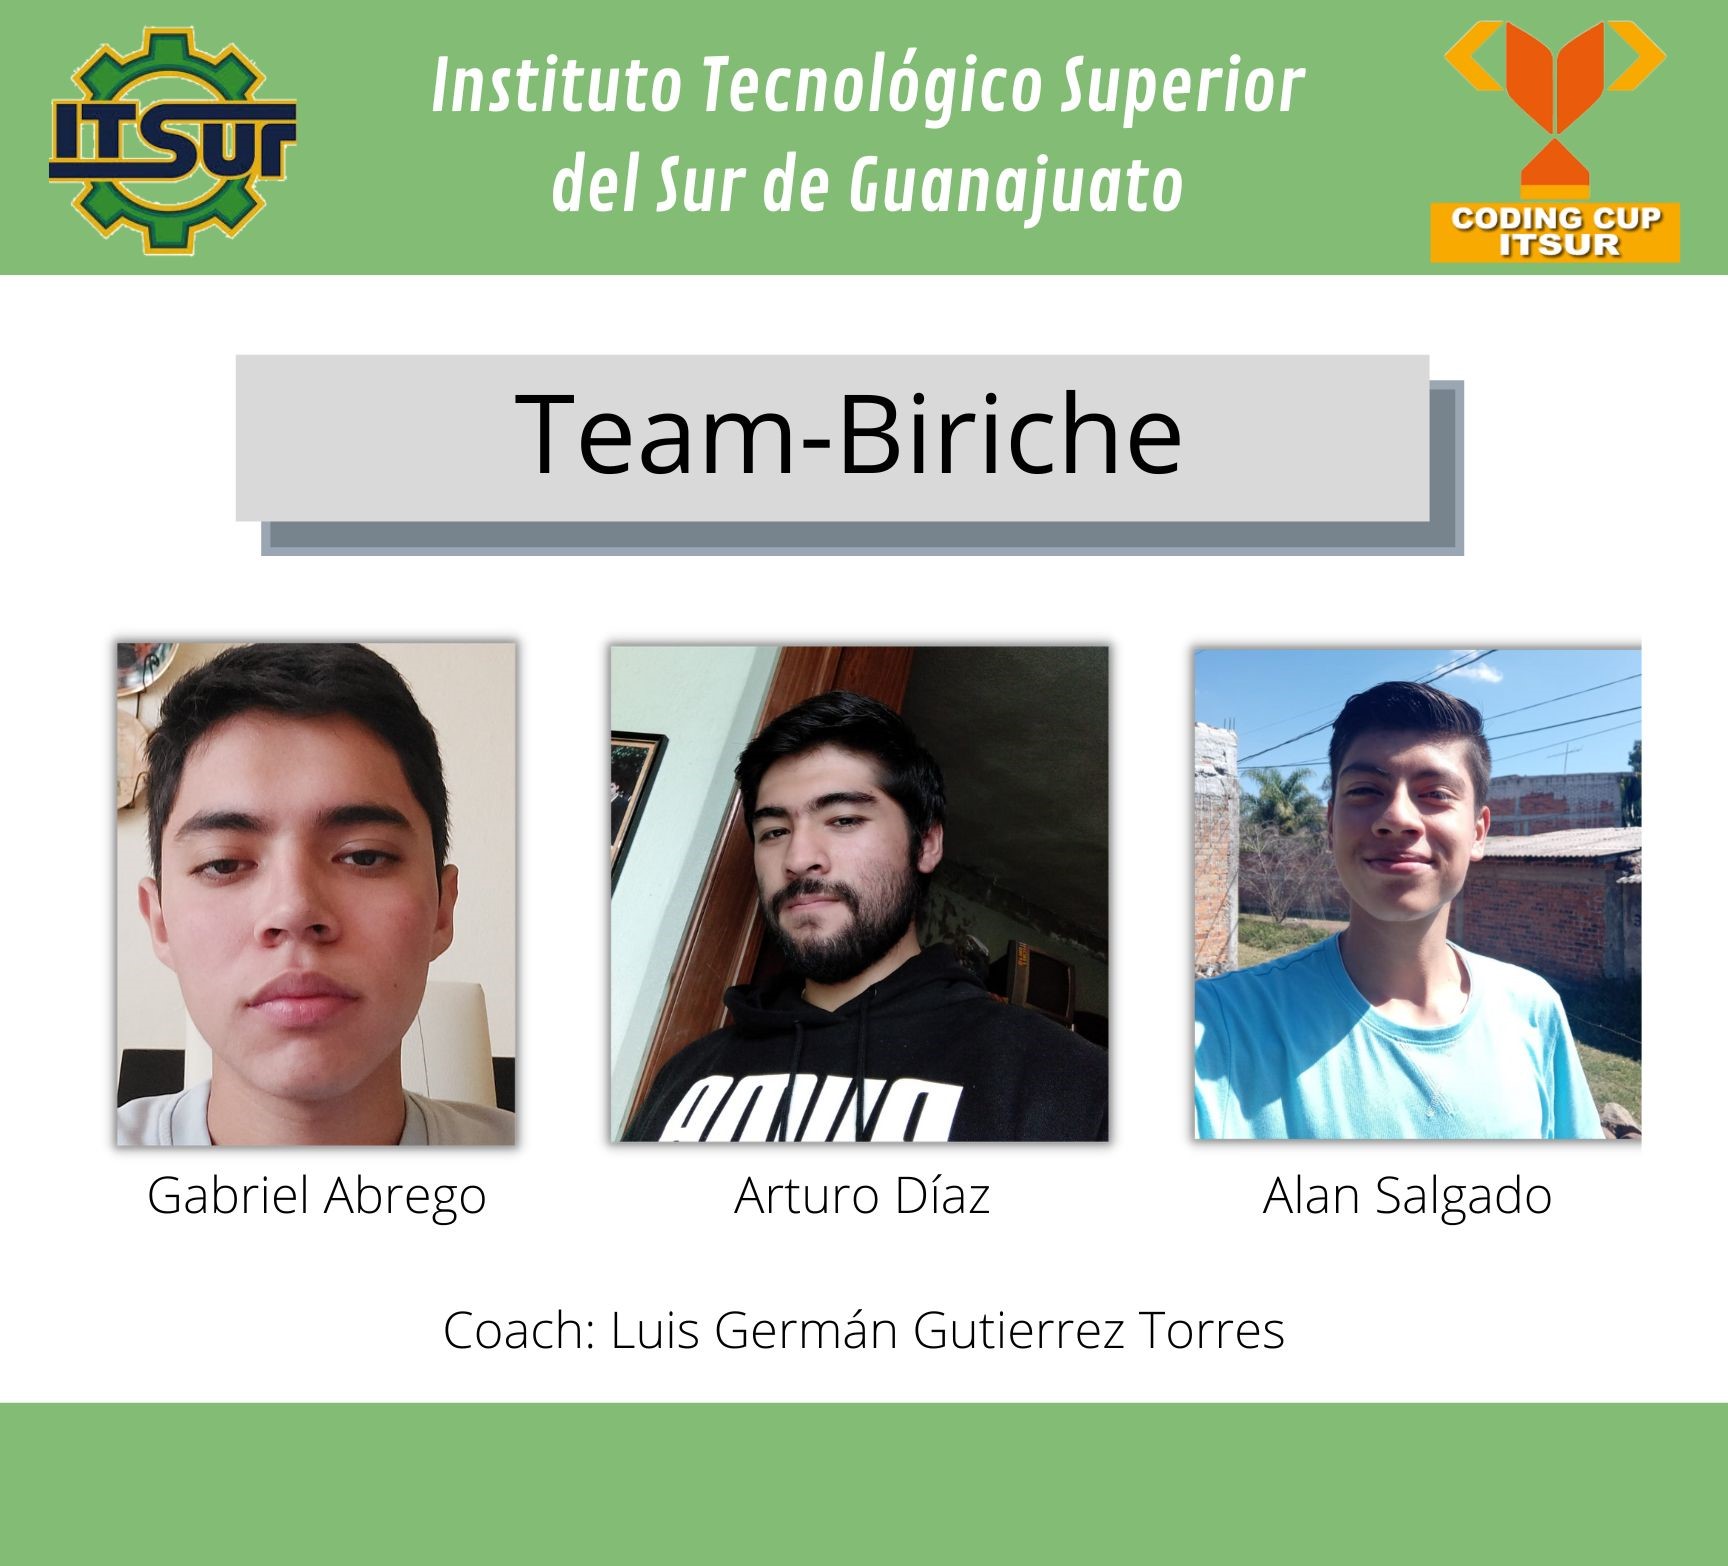 ITSur
Instituto Tecnológico Superior
del Sur de Guanajuato
CODING CUP
ITSUR
Team-Biriche
Gabriel Abrego
Arturo Díaz
Alan Salgado
Coach: Luis Germán Gutierrez Torres